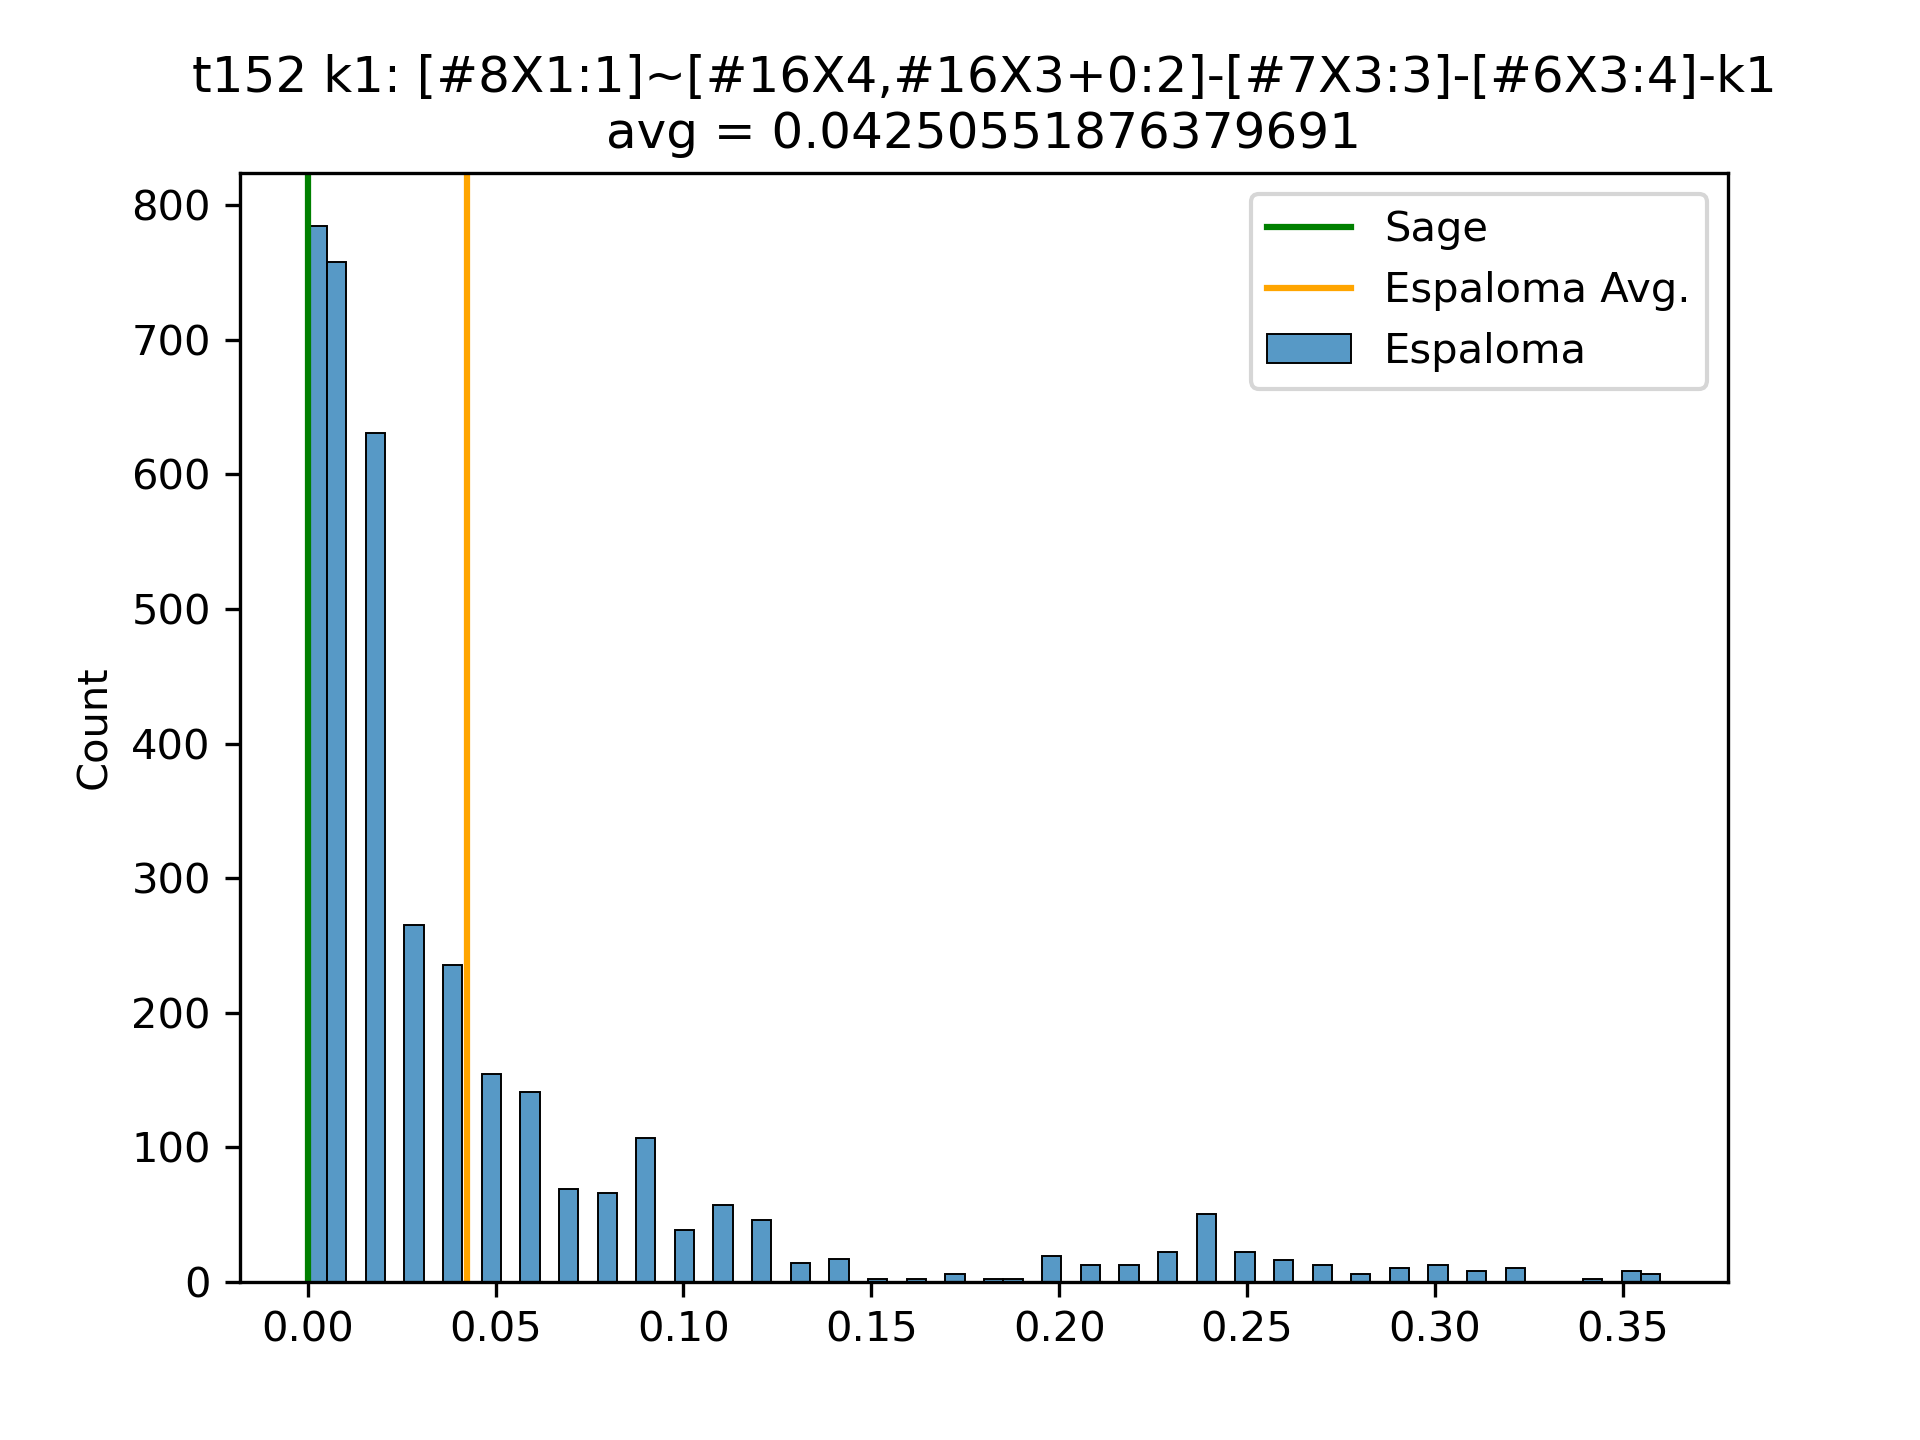 t152 k1: [#8X1:1]~[#16X4,#16X3+0:2]-[#7X3:3]-[#6X3:4]-k1
avg = 0.04250551876379691
Sage
Espaloma Avg.
Espaloma
Count
800
700
600
500
400
300
200
100
0
0.00 0.05 0.10 0.15 0.20 0.25 0.30 0.35